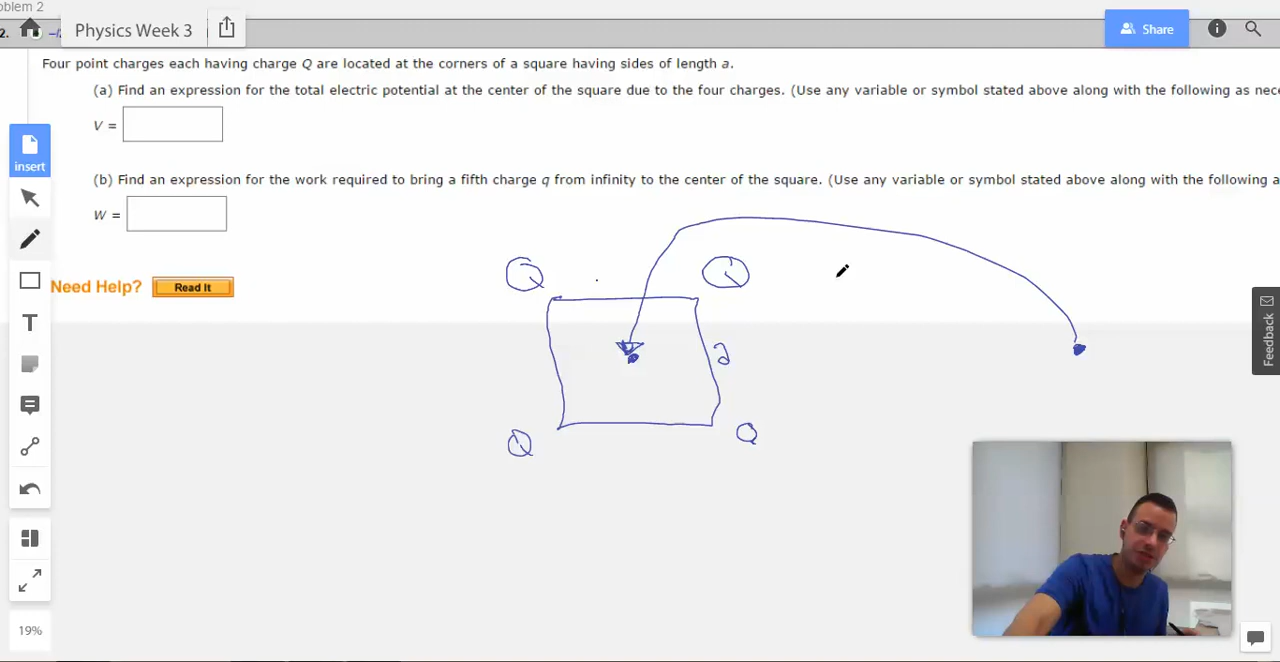 oblem 2
2.
Physics Week 3
Share
Four point charges each having charge Q are located at the corners of a square having sides of length a.
(a) Find an expression for the total electric potential at the center of the square due to the four charges. (Use any variable or symbol stated above along with the following as nece
V =
insert
(b) Find an expression for the work required to bring a fifth charge q from infinity to the center of the square. (Use any variable or symbol stated above along with the following a
W =
Need Help? Read It
Q Q
a
Q Q
T
Feedback
19%